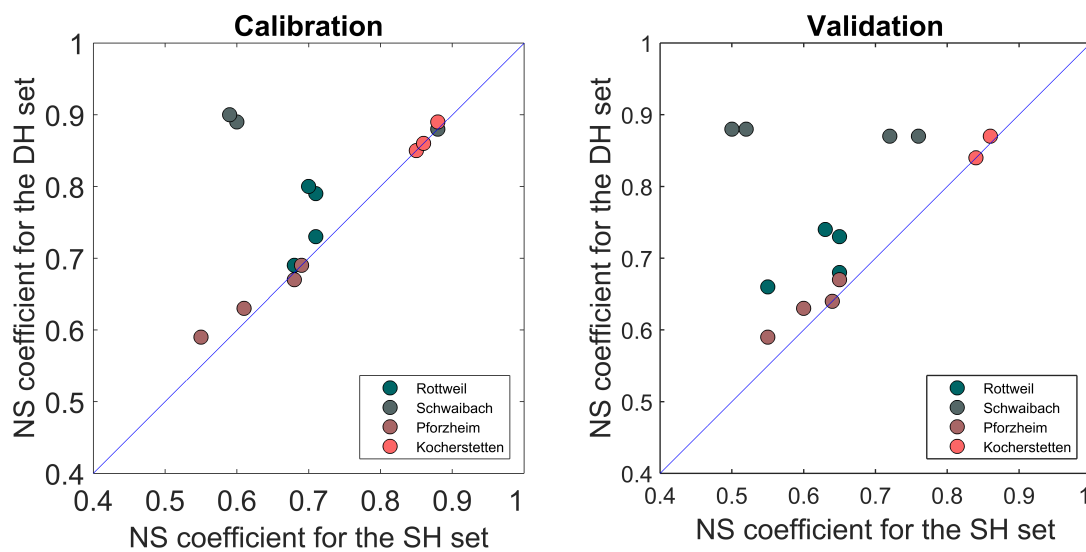 Calibration
NS coefficient for the DH set
1
0.9
0.8
0.7
0.6
0.5
0.4
0.4 0.5 0.6 0.7 0.8 0.9 1
NS coefficient for the SH set
Rottweil
Schwaibach
Pforzheim
Kocherstetten
Validation
NS coefficient for the DH set
1
0.9
0.8
0.7
0.6
0.5
0.4
0.4 0.5 0.6 0.7 0.8 0.9 1
NS coefficient for the SH set
Rottweil
Schwaibach
Pforzheim
Kocherstetten